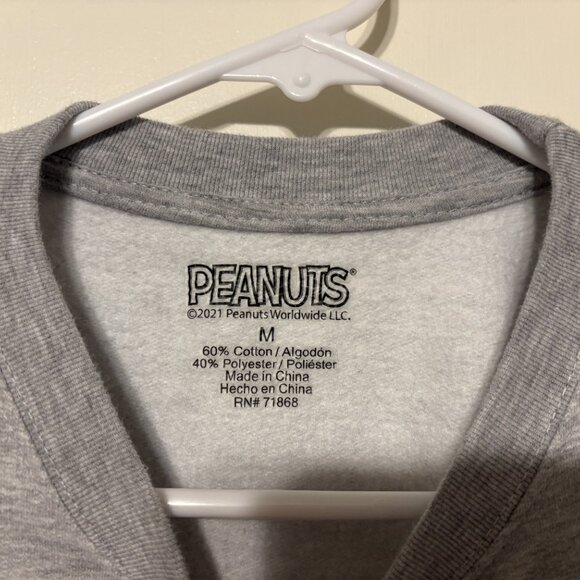 PEANUTS®
©2021 Peanuts Worldwide LLC.
M
60% Cotton / Algodón
40% Polyester / Poliéster
Made in China
Hecho en China
RN# 71868